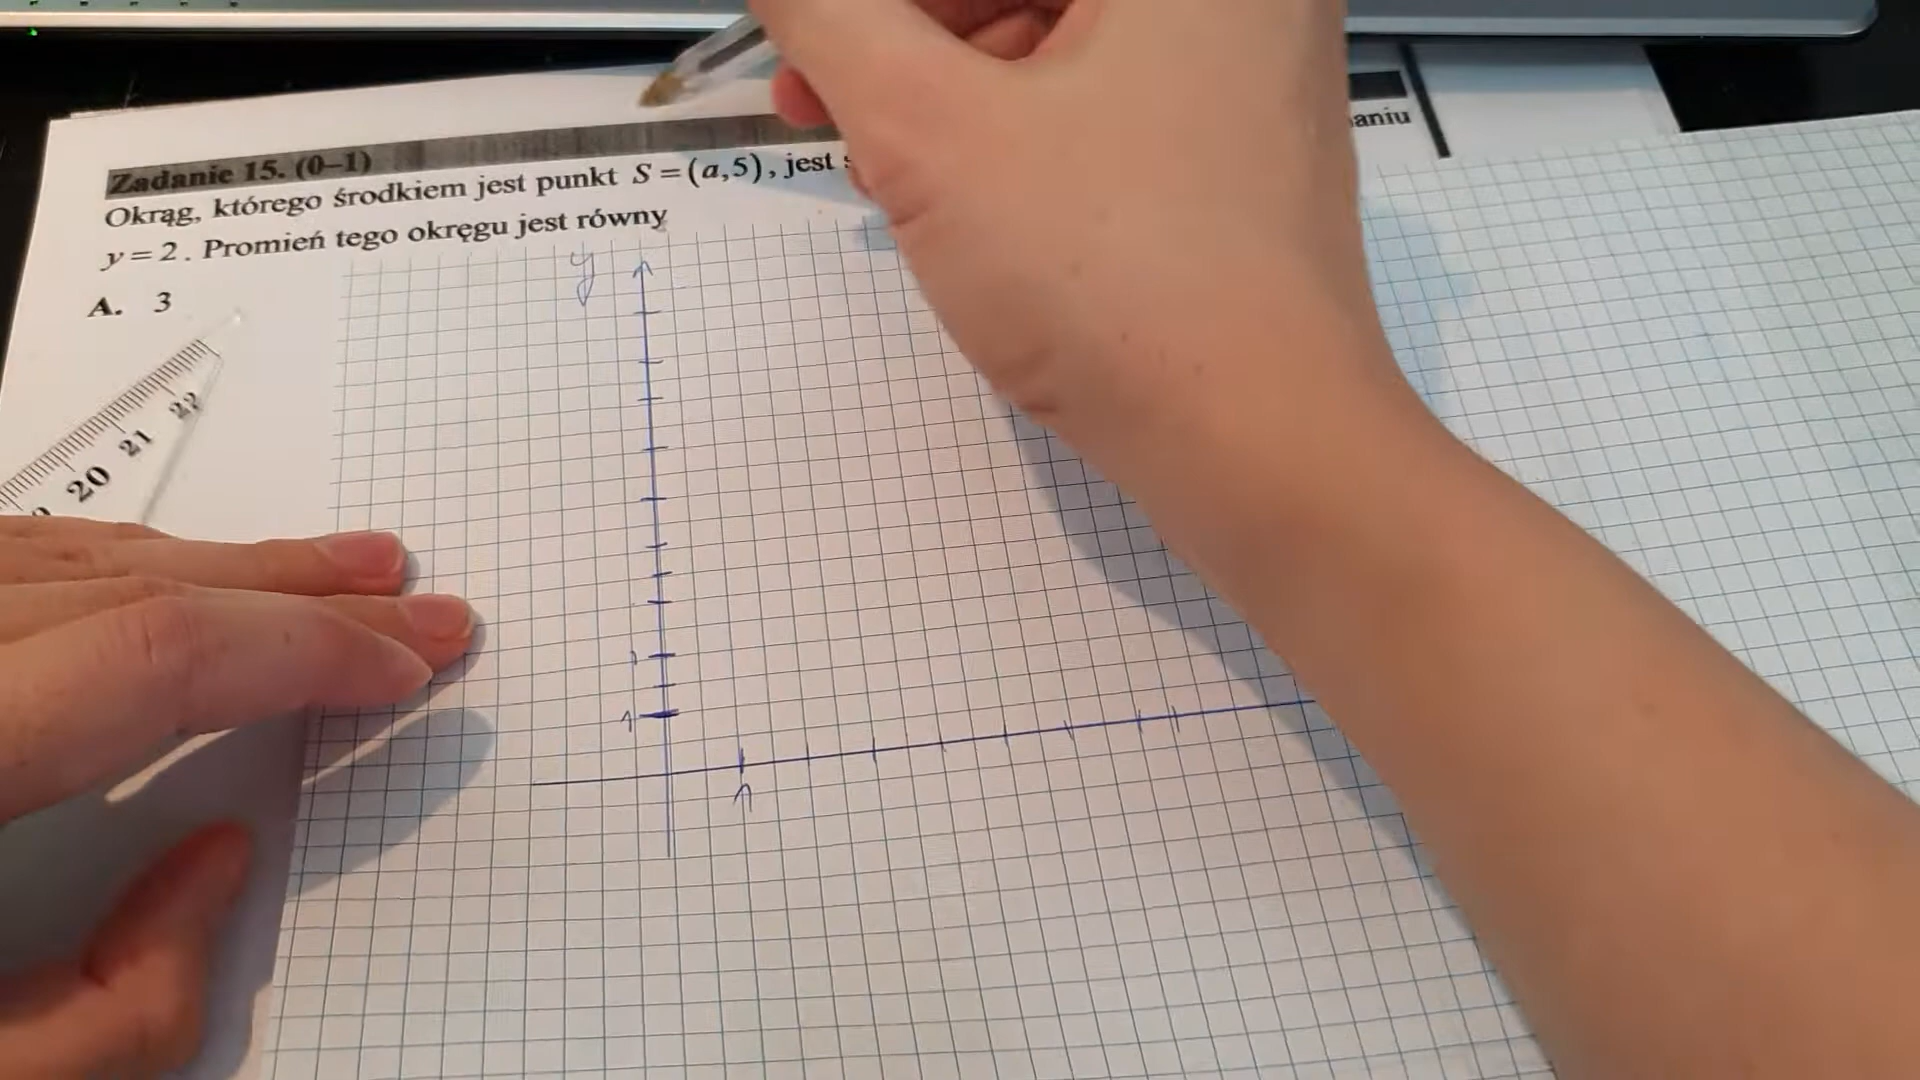 Zadanie 15. (0–1)
Okrąg, którego środkiem jest punkt S = (a,5), jest
aniu
y = 2. Promień tego okręgu jest równy
A. 3
y
22
21
20
1
1